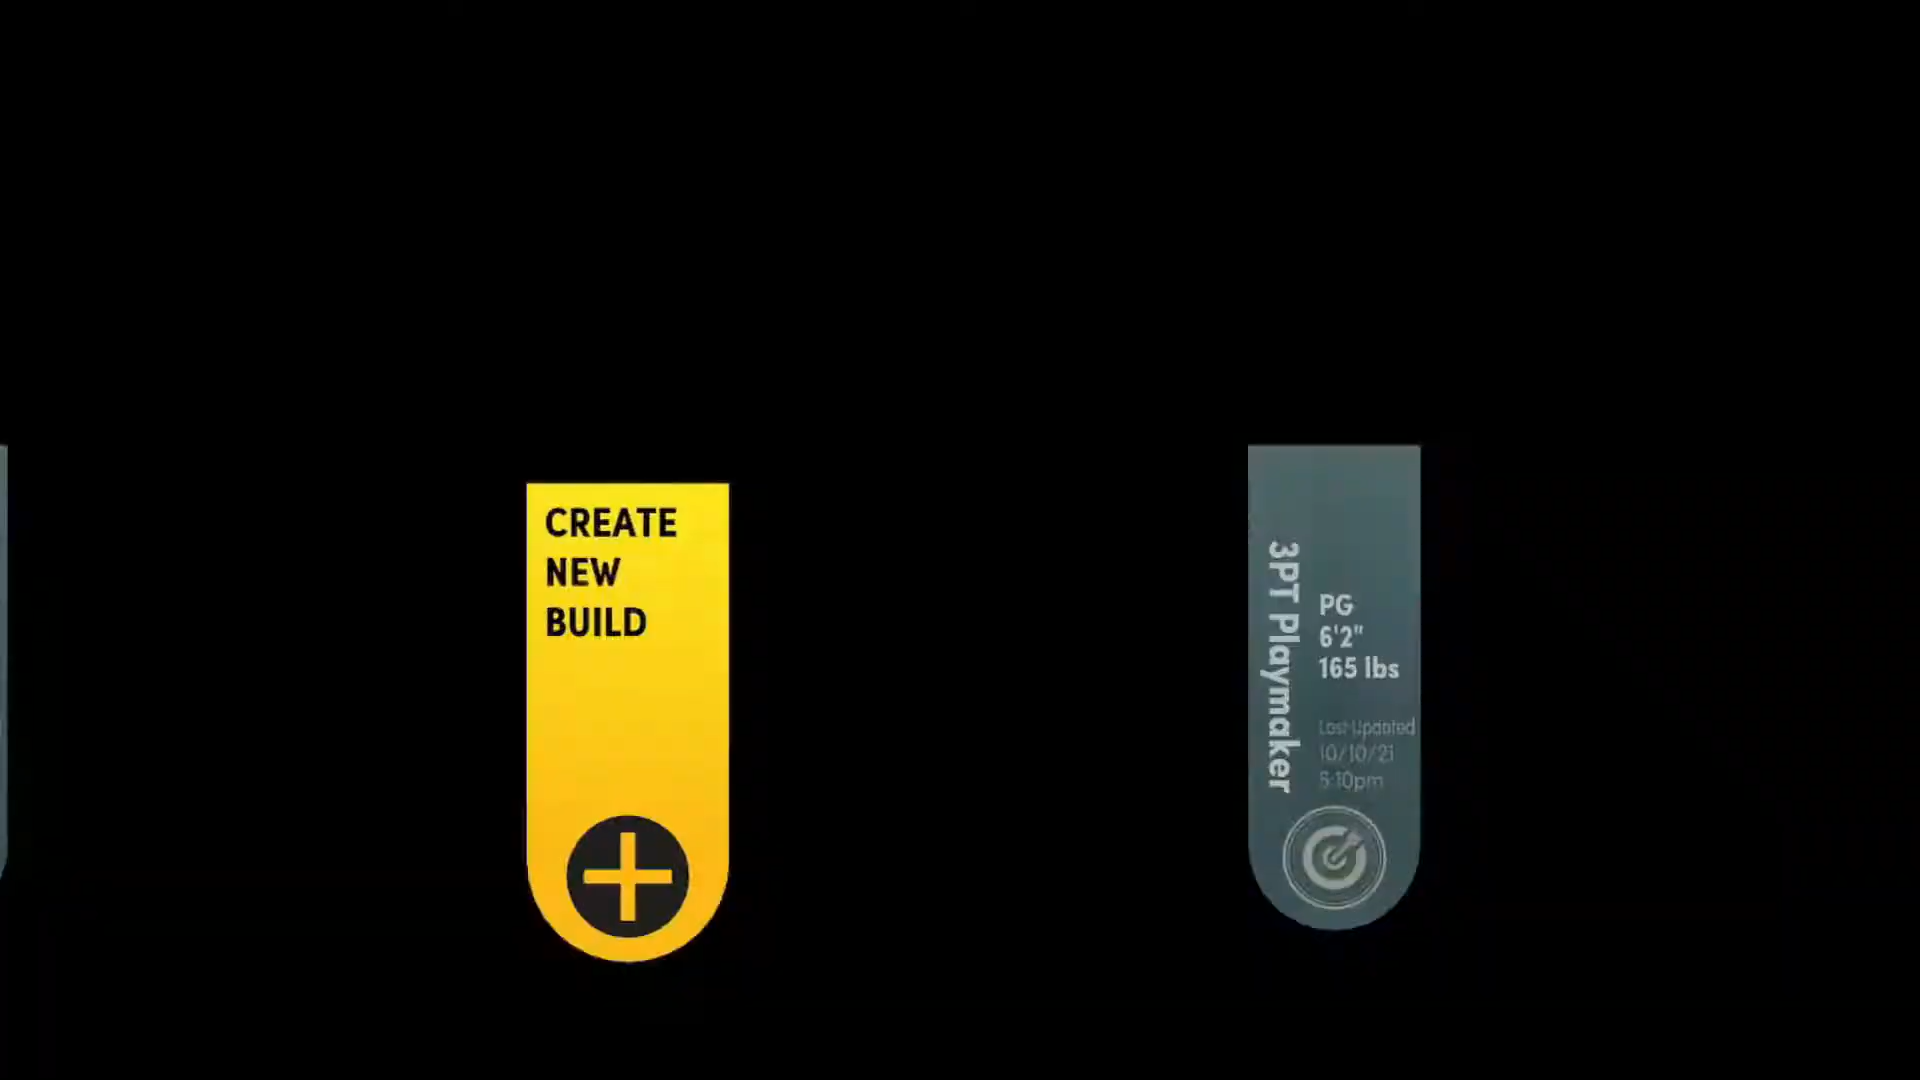 CREATE
NEW
BUILD
3PT Playmaker
PG
6'2"
165 lbs
Last Updated
10/10/21
5:10pm